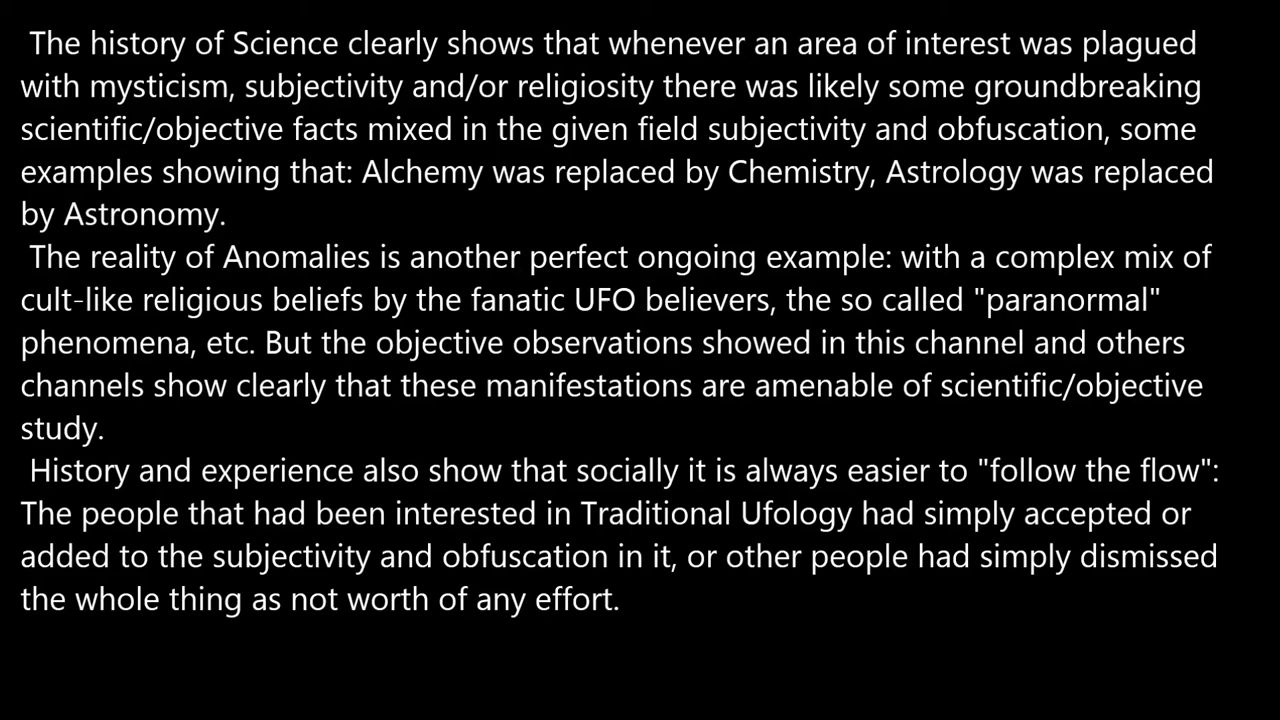 The history of Science clearly shows that whenever an area of interest was plagued
with mysticism, subjectivity and/or religiosity there was likely some groundbreaking
scientific/objective facts mixed in the given field subjectivity and obfuscation, some
examples showing that: Alchemy was replaced by Chemistry, Astrology was replaced
by Astronomy.
The reality of Anomalies is another perfect ongoing example: with a complex mix of
cult-like religious beliefs by the fanatic UFO believers, the so called "paranormal"
phenomena, etc. But the objective observations showed in this channel and others
channels show clearly that these manifestations are amenable of scientific/objective
study.
History and experience also show that socially it is always easier to "follow the flow":
The people that had been interested in Traditional Ufology had simply accepted or
added to the subjectivity and obfuscation in it, or other people had simply dismissed
the whole thing as not worth of any effort.